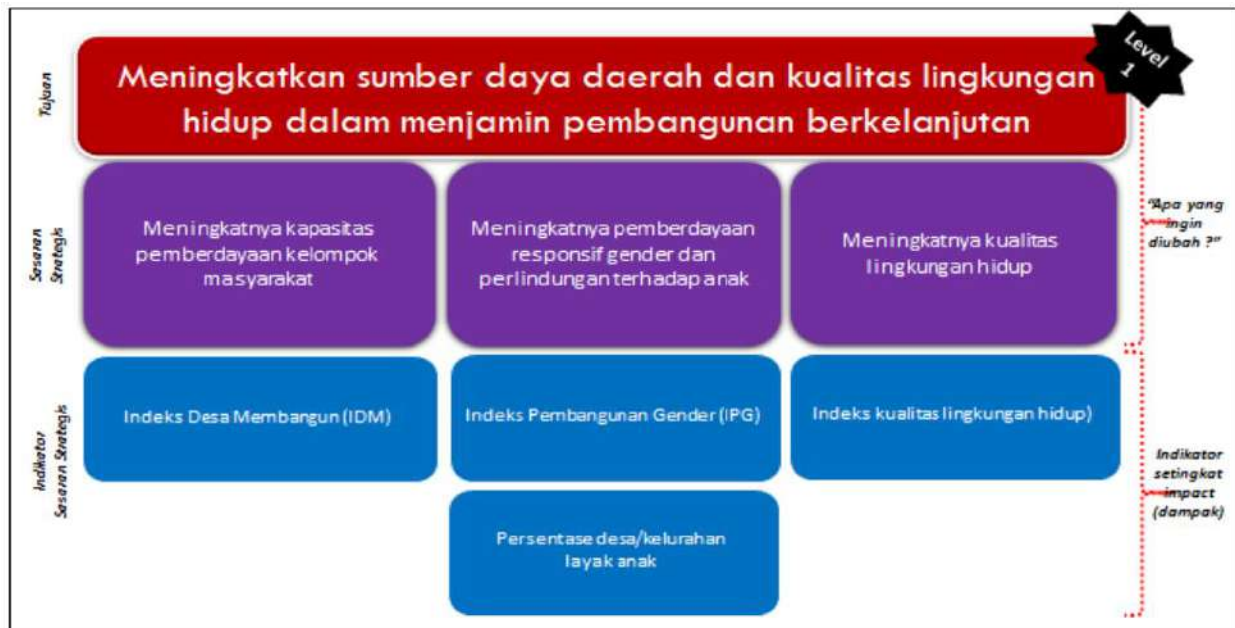 Level
1
Tujuan
Meningkatkan sumber daya daerah dan kualitas lingkungan
hidup dalam menjamin pembangunan berkelanjutan
Sasaran
Strategis
Meningkatnya kapasitas
pemberdayaan kelompok
masyarakat
Meningkatnya pemberdayaan
responsif gender dan
perlindungan terhadap anak
Meningkatnya kualitas
lingkungan hidup
"Apa yang
ingin
diubah ?"
Indikator
Sasaran Strategis
Indeks Desa Membangun (IDM)
Indeks Pembangunan Gender (IPG)
Indeks kualitas lingkungan hidup)
Persentase desa/kelurahan
layak anak
Indikator
setingkat
impact
(dampak)